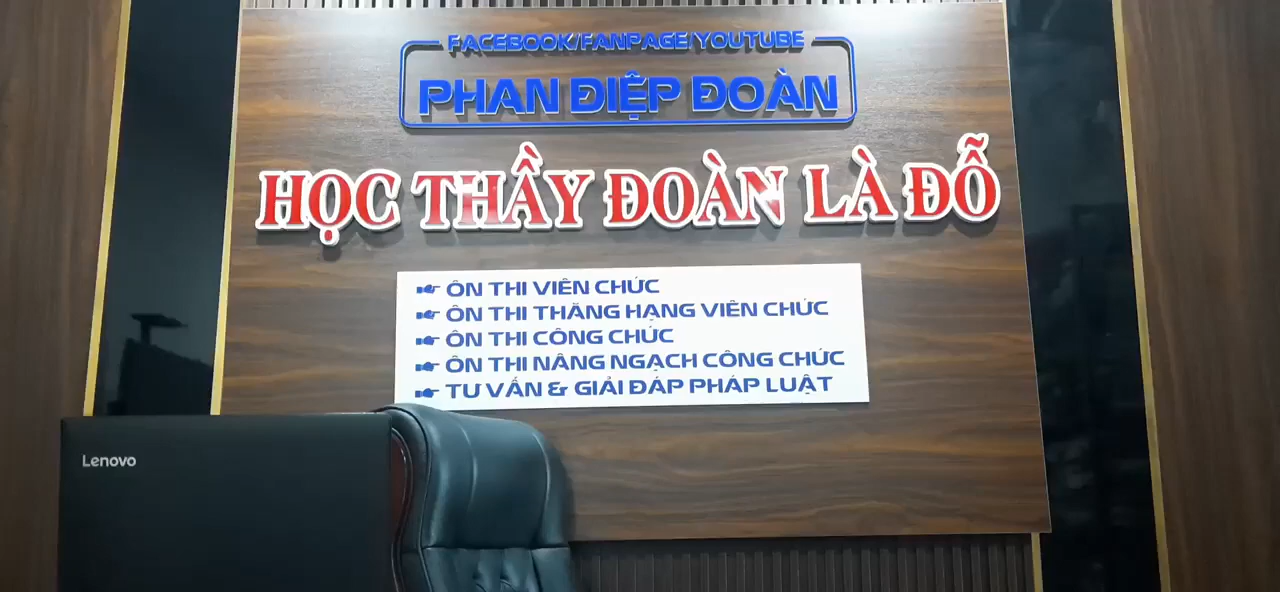 FACEBOOK/FANPAGE/YOUTUBE
PHAN ĐIỆP ĐOÀN
HỌC THẦY ĐOÀN LÀ ĐỖ
ÔN THI VIÊN CHỨC
ÔN THI THĂNG HẠNG VIÊN CHỨC
ÔN THI CÔNG CHỨC
ÔN THI NÂNG NGẠCH CÔNG CHỨC
TƯ VẤN & GIẢI ĐÁP PHÁP LUẬT
Lenovo